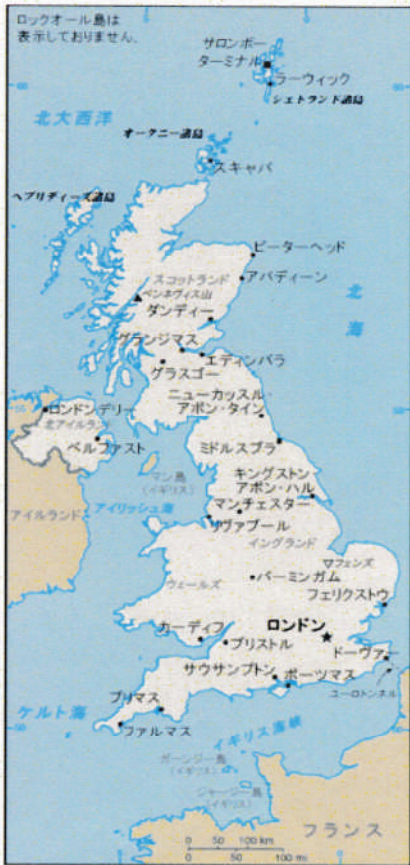 ロックオール島は
表示しておりません.
サロンボー
ターミナル
ラーウィック
シェトランド諸島
60
60
北大西洋
オークニー諸島
スキャパ
ヘブリディーズ諸島
ピーターヘッド
スコットランド
アバディーン
ベンネヴィス山
ダンディー
北
海
グランジマス
エディンバラ
グラスゴー
ニューカッスル・
アポン・タイン
55
55
ロンドンデリー
北アイルランド
ベルファスト
ミドルスブラ
マン島
(イギリス)
キングストン
アポン・ハル
マンチェスター
アイルランド
アイリッシュ海
リヴァプール
イングランド
ザフェンズ
ウェールズ
バーミンガム
フェリクストウ
カーディフ
ロンドン
ブリストル
ドーヴァー
サウサンプトン
ポーツマス
ユーロトンネル
プリマス
ケルト海
ファルマス
イギリス海峡
50
50
ガーンジー島
(イギリス)
ジャージー島
(イギリス)
フランス
0 50 100 km
0 50 100 mi